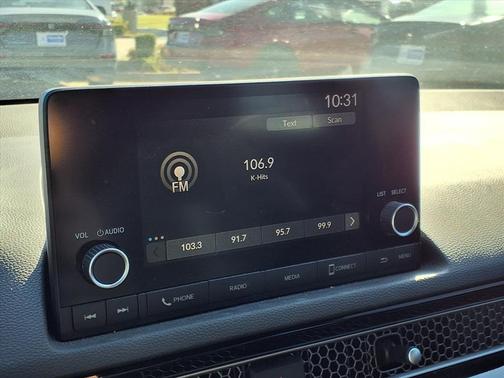 10:31
Text Scan
106.9
K-Hits
FM
LIST SELECT
VOL AUDIO
103.3 91.7 95.7 99.9
PHONE RADIO MEDIA CONNECT MENU